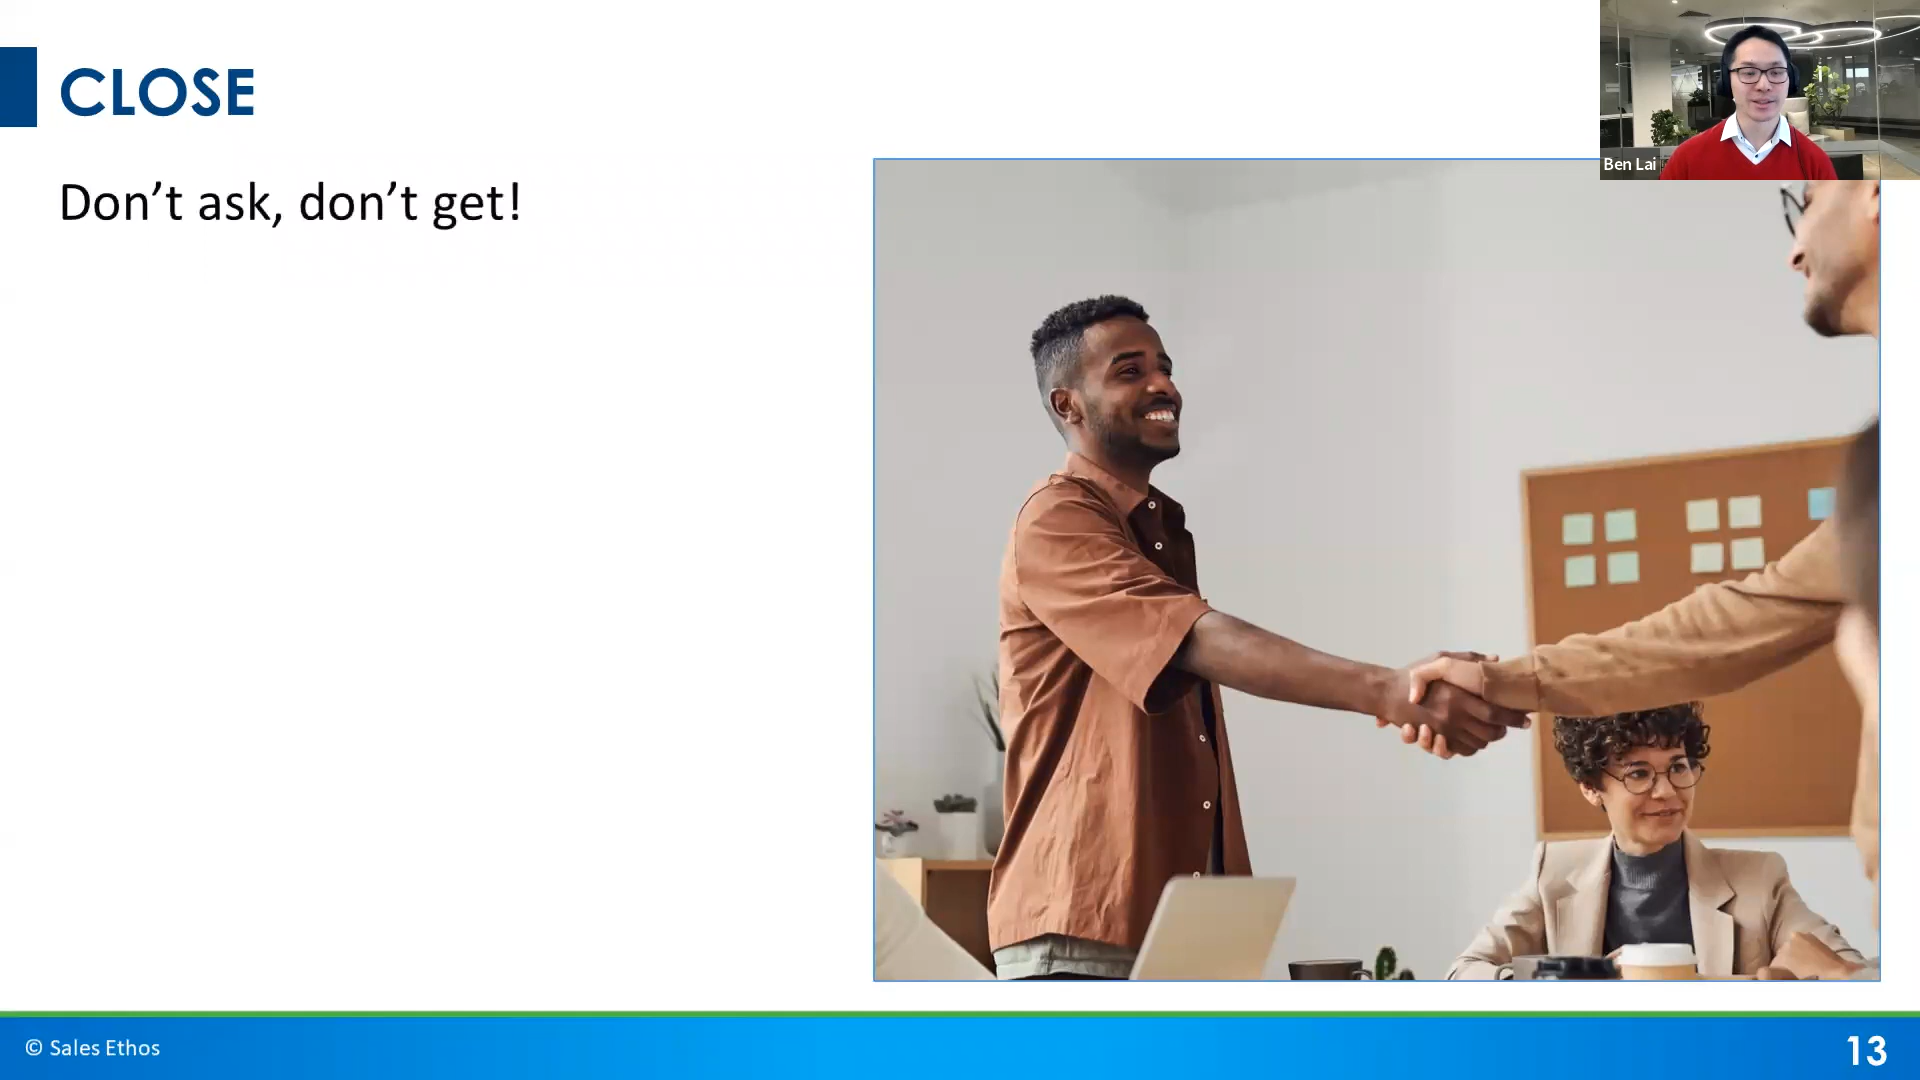 CLOSE
Ben Lai
Don’t ask, don’t get!
© Sales Ethos
13